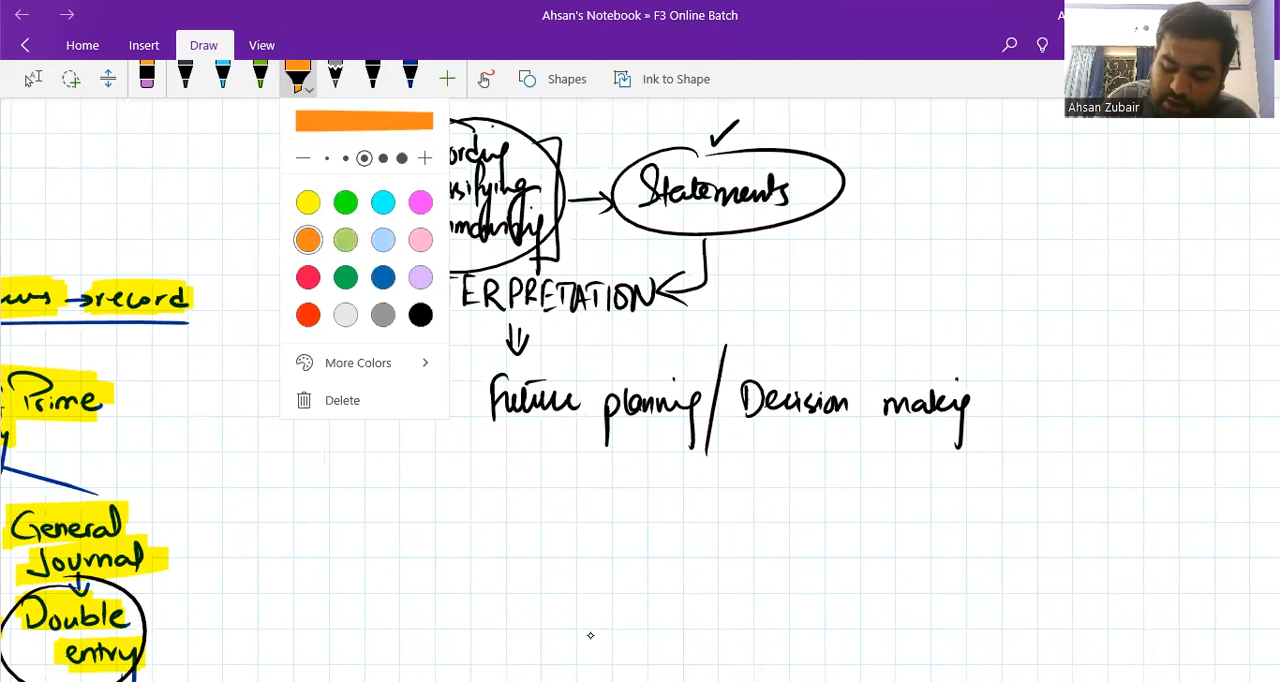 Ahsan's Notebook » F3 Online Batch
A
Home Insert Draw View
Shapes Ink to Shape
Ahsan Zubair
Statements
→record
ERPRETATION
More Colors
Delete
Prime
Future planning / Decision making
General
Journal
Double
entry